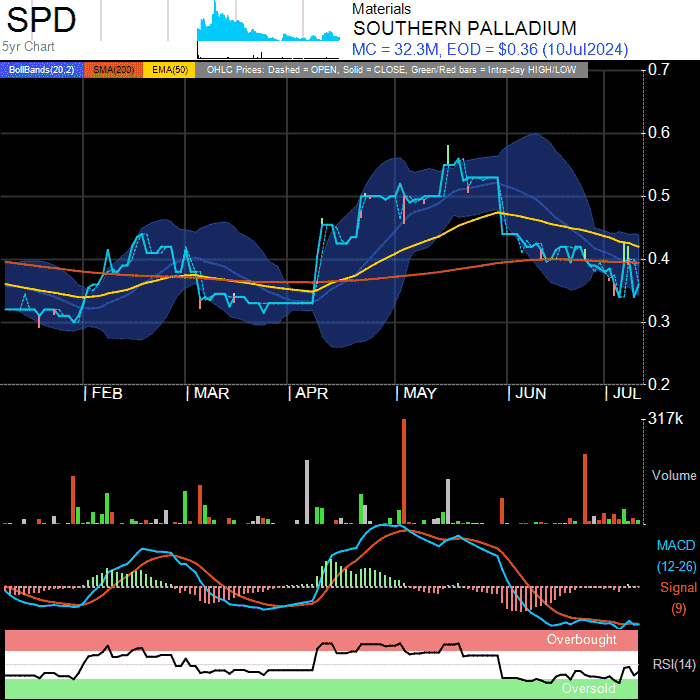 SPD
5yr Chart
Materials
SOUTHERN PALLADIUM
MC = 32.3M, EOD = $0.36 (10Jul2024)
BollBands(20,2) SMA(200) EMA(50) OHLC Prices: Dashed = OPEN, Solid = CLOSE, Green/Red bars = Intra-day HIGH/LOW
0.7
0.6
0.5
0.4
0.3
0.2
| FEB | MAR | APR | MAY | JUN | JUL
317k
Volume
MACD
(12-26)
Signal
(9)
Overbought
RSI(14)
Oversold